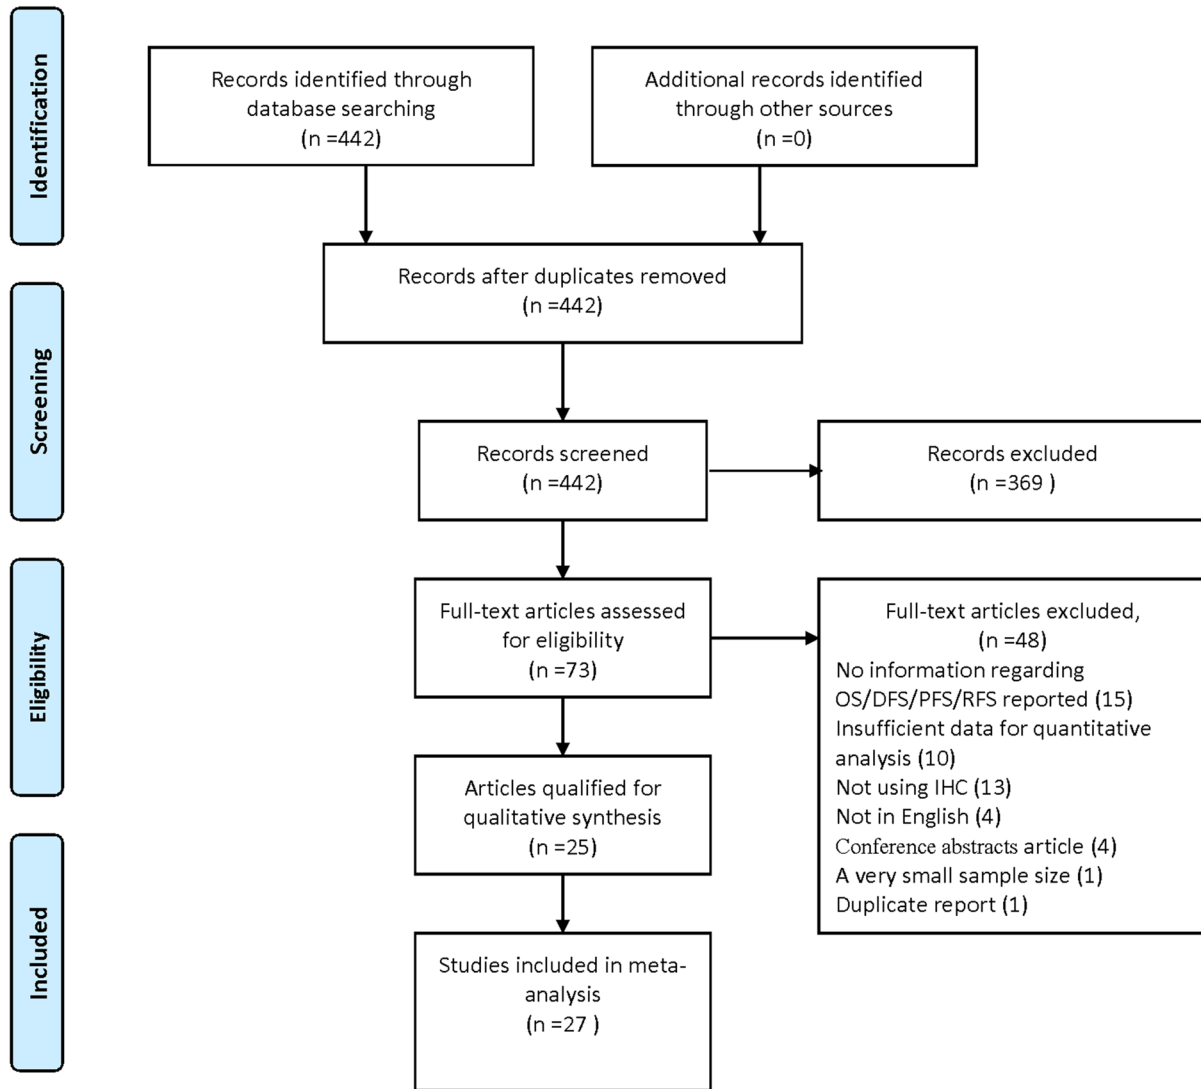 Identification
Records identified through
database searching
(n =442)
Additional records identified
through other sources
(n =0)
Records after duplicates removed
(n =442)
Screening
Records screened
(n =442)
Records excluded
(n =369 )
Eligibility
Full-text articles assessed
for eligibility
(n =73)
Full-text articles excluded,
(n =48)
No information regarding
OS/DFS/PFS/RFS reported (15)
Insufficient data for quantitative
analysis (10)
Not using IHC (13)
Not in English (4)
Conference abstracts article (4)
A very small sample size (1)
Duplicate report (1)
Articles qualified for
qualitative synthesis
(n =25)
Included
Studies included in meta-
analysis
(n =27 )